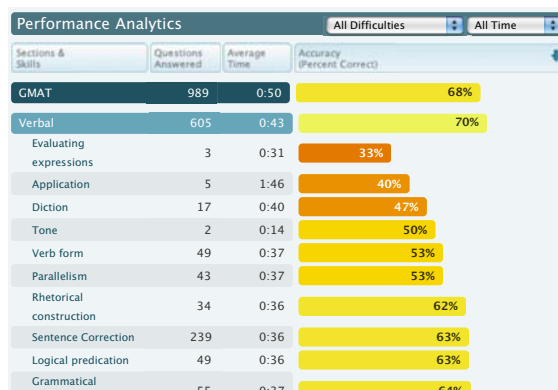 Performance Analytics All Difficulties All Time
Sections & Questions Average Accuracy
Skills Answered Time (Percent Correct)
GMAT 989 0:50 68%
Verbal 605 0:43 70%
Evaluating
expressions 3 0:31 33%
Application 5 1:46 40%
Diction 17 0:40 47%
Tone 2 0:14 50%
Verb form 49 0:37 53%
Parallelism 43 0:37 53%
Rhetorical
construction 34 0:36 62%
Sentence Correction 239 0:36 63%
Logical predication 49 0:36 63%
Grammatical
55 0:37 64%